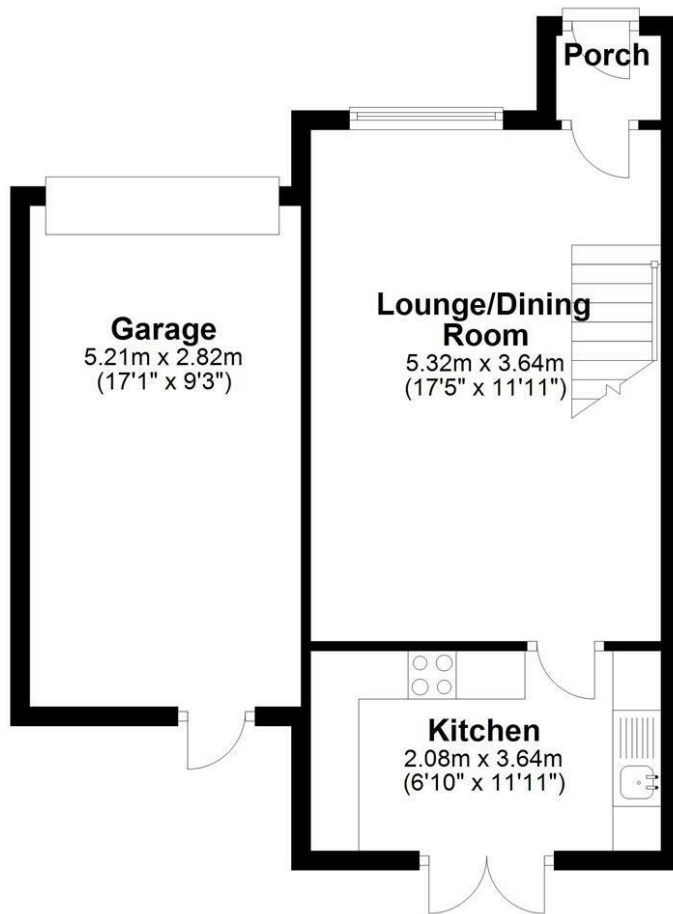 Porch
Garage
5.21m x 2.82m
(17'1" x 9'3")
Lounge/Dining
Room
5.32m x 3.64m
(17'5" x 11'11")
Kitchen
2.08m x 3.64m
(6'10" x 11'11")